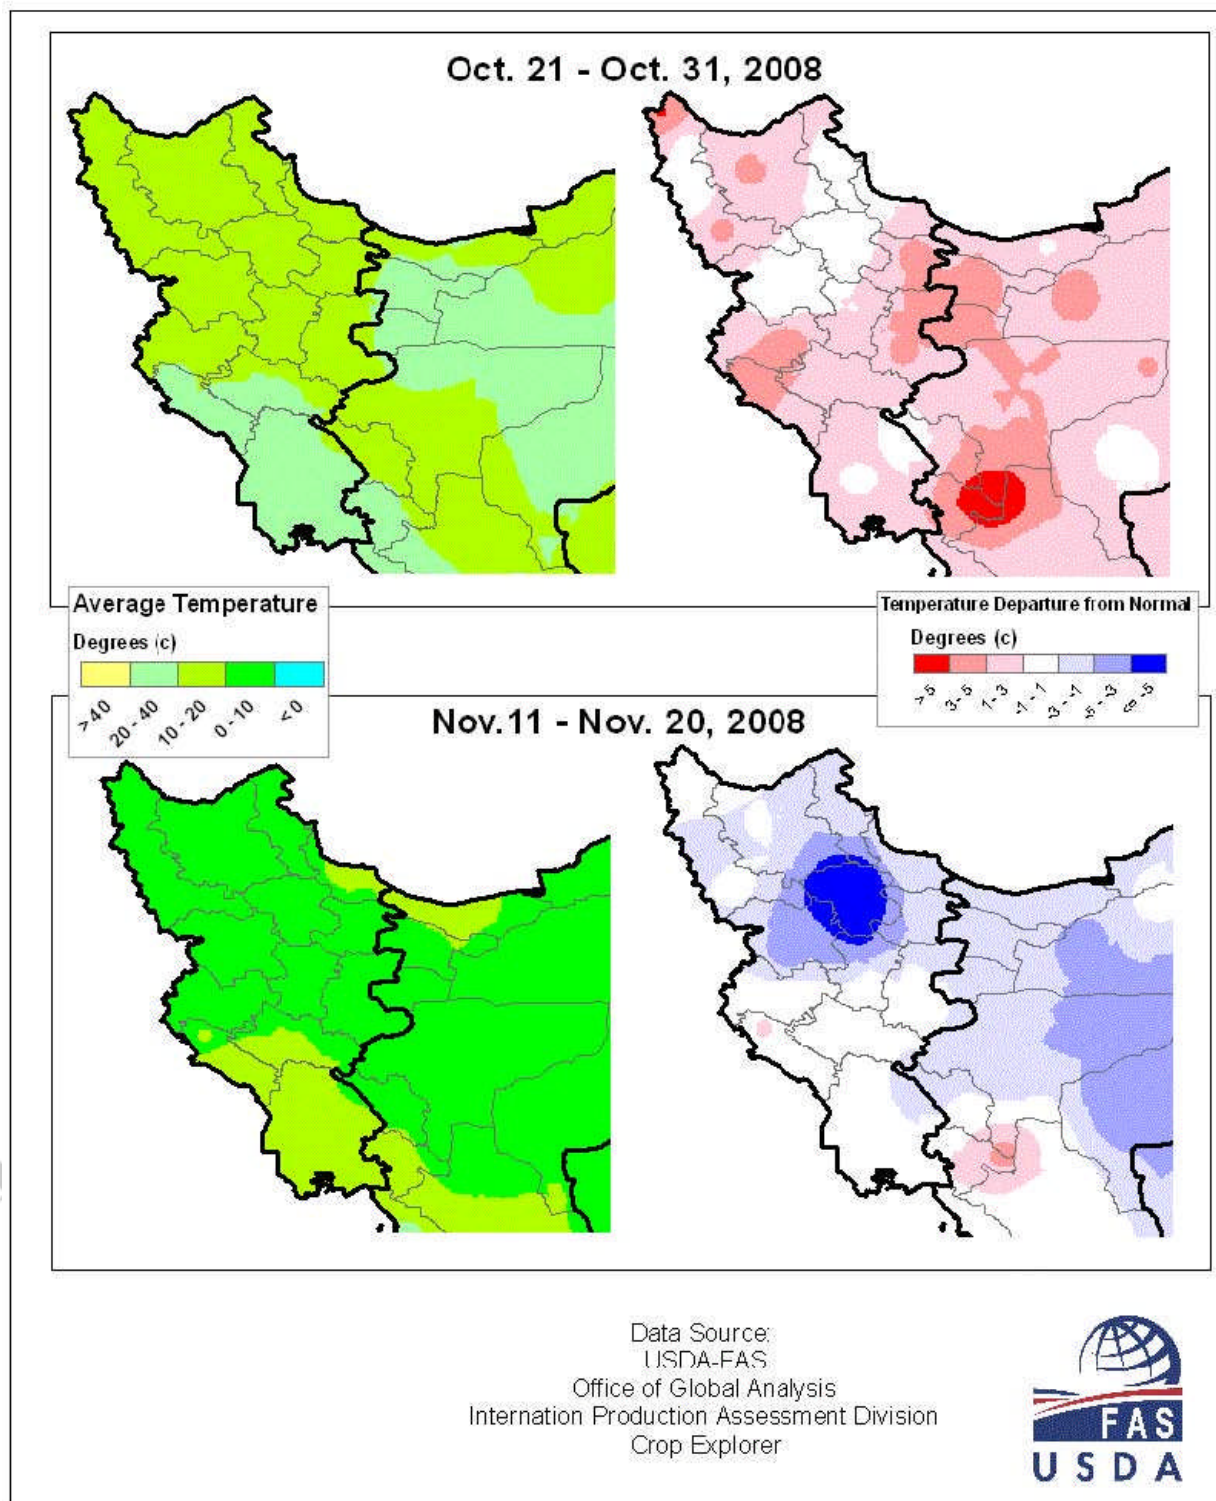 Oct. 21 - Oct. 31, 2008
Average Temperature
Degrees (c)
> 40
20 - 40
10 - 20
0 - 10
< 0
Temperature Departure from Normal
Degrees (c)
> 5
3 - 5
1 - 3
-1 - 1
-3 - -1
-5 - -3
<= -5
Nov.11 - Nov. 20, 2008
Data Source:
USDA-FAS
Office of Global Analysis
Internation Production Assessment Division
Crop Explorer
FAS
USDA